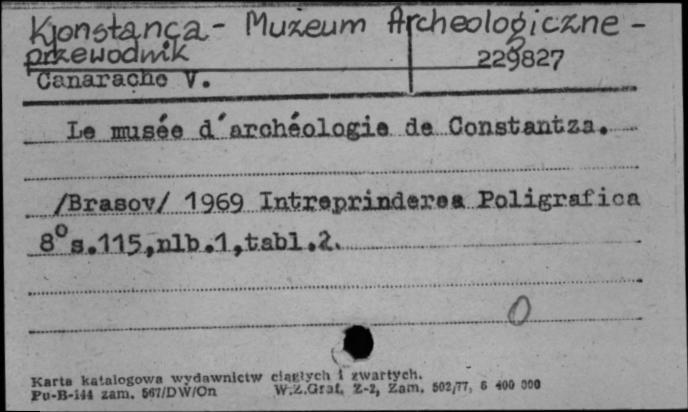 Konstanca - Muzeum Archeologiczne -
przewodnik
229827
Canarache V.
Le musée d'archéologie de Constantza.
/Brasov/ 1969 Intreprinderea Poligrafica
8° s.115,nlb.1,tabl.2.
0
Karta katalogowa wydawnictw ciągłych i zwartych.
Pu-B-144 zam. 567/DW/On W.Z.Graf. Z-2, Zam. 502/77, 6 400 000